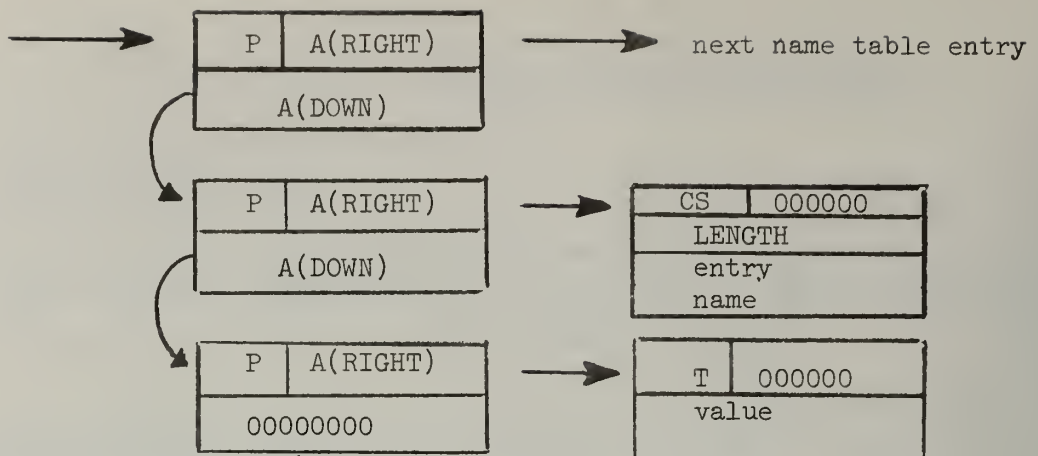 P A(RIGHT) next name table entry
A(DOWN)
P A(RIGHT) CS 000000
LENGTH
A(DOWN) entry
name
P A(RIGHT) T 000000
value
00000000